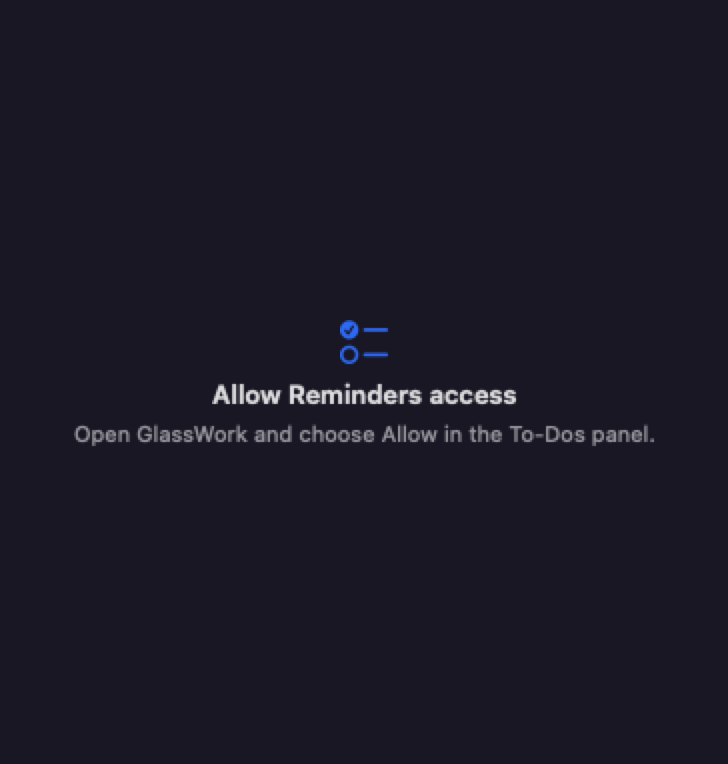 Allow Reminders access
Open GlassWork and choose Allow in the To-Dos panel.